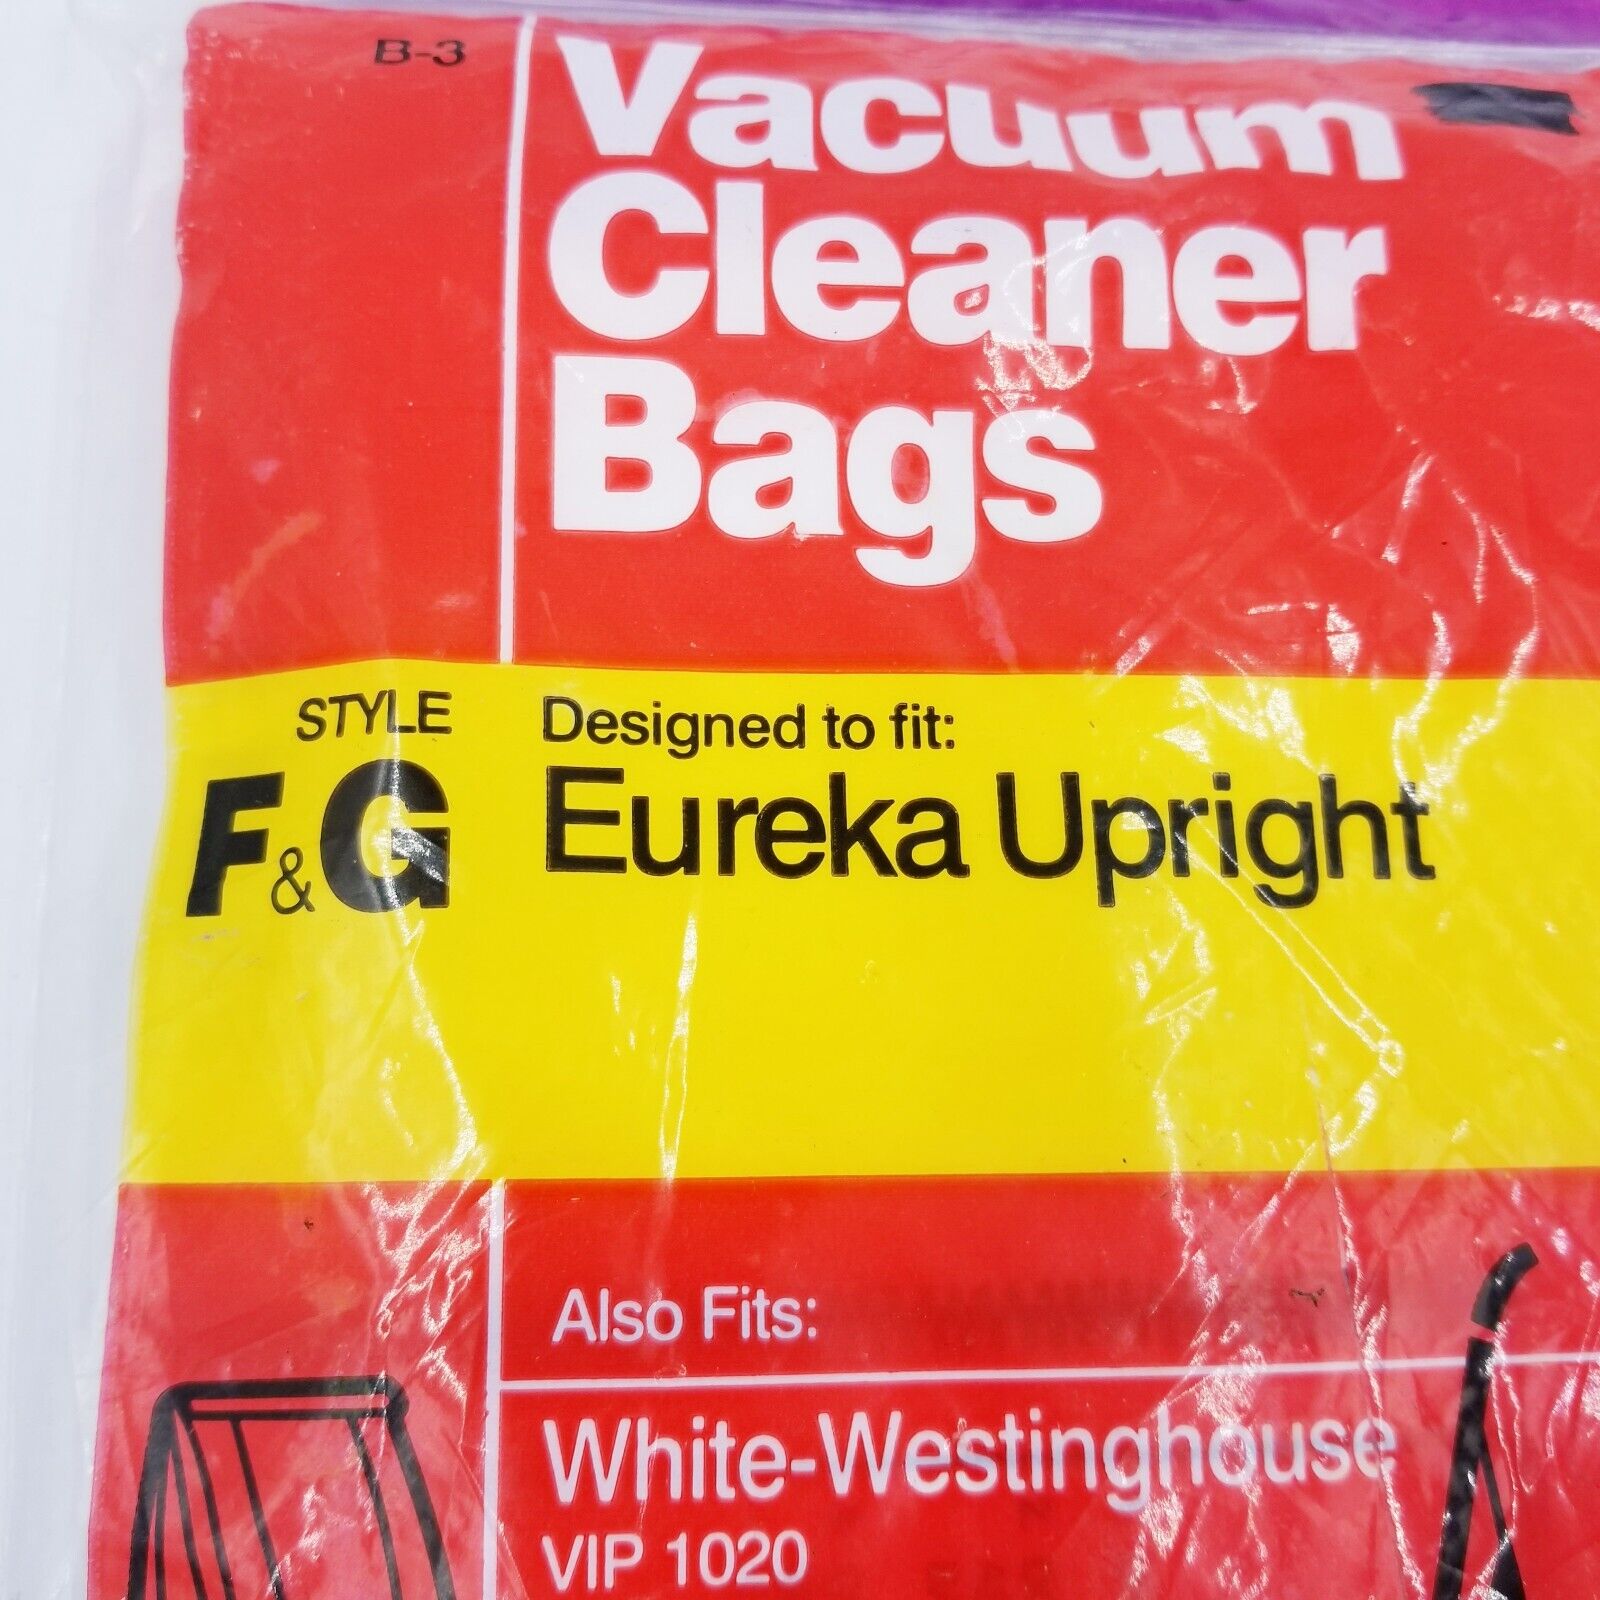 B-3
Vacuum
Cleaner
Bags
STYLE
F&G
Designed to fit:
Eureka Upright
Also Fits:
White-Westinghouse
VIP 1020